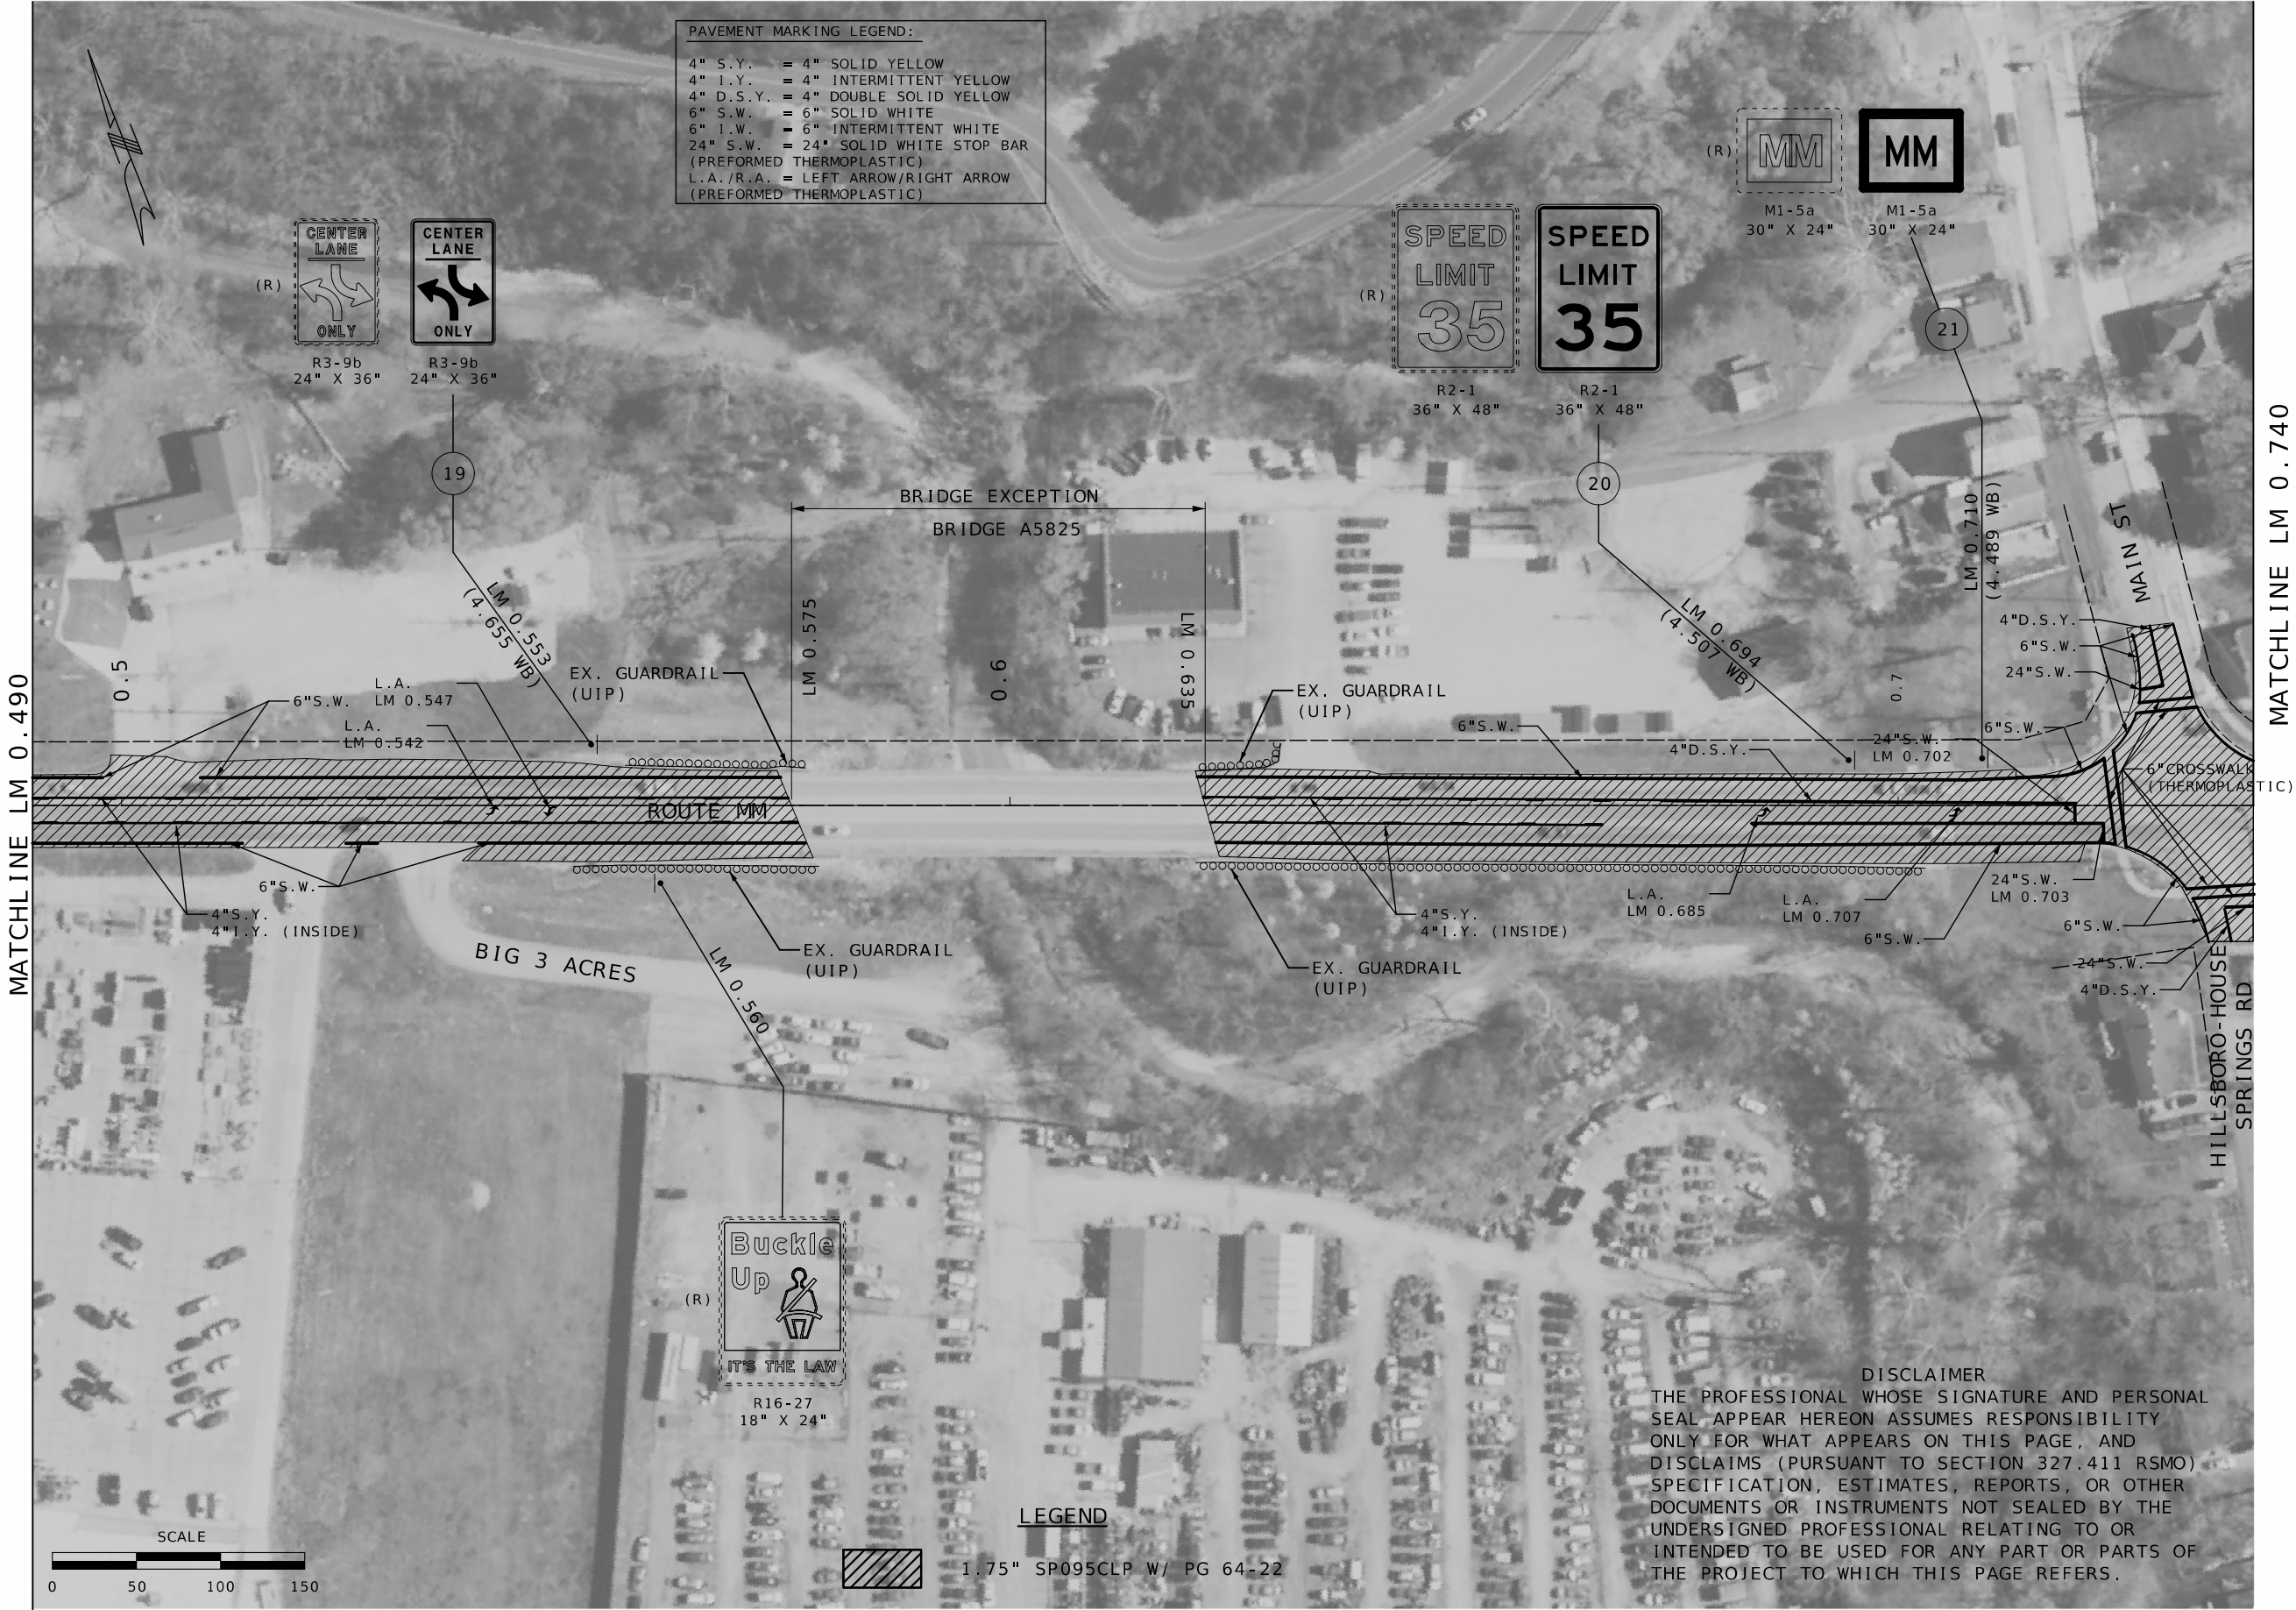 PAVEMENT MARKING LEGEND:
4" S.Y. = 4" SOLID YELLOW
4" I.Y. = 4" INTERMITTENT YELLOW
4" D.S.Y. = 4" DOUBLE SOLID YELLOW
6" S.W. = 6" SOLID WHITE
6" I.W. = 6" INTERMITTENT WHITE
24" S.W. = 24" SOLID WHITE STOP BAR
(PREFORMED THERMOPLASTIC)
L.A./R.A. = LEFT ARROW/RIGHT ARROW
(PREFORMED THERMOPLASTIC)
(R)
CENTER
LANE
ONLY
R3-9b
24" X 36"
CENTER
LANE
ONLY
R3-9b
24" X 36"
19
LM 0.553
(4.655 WB)
(R)
SPEED
LIMIT
35
R2-1
36" X 48"
SPEED
LIMIT
35
R2-1
36" X 48"
20
LM 0.694
(4.507 WB)
(R)
MM
M1-5a
30" X 24"
MM
M1-5a
30" X 24"
21
LM 0.710
(4.489 WB)
BRIDGE EXCEPTION
BRIDGE A5825
LM 0.575
LM 0.635
MATCHLINE LM 0.490
MATCHLINE LM 0.740
0.5
0.6
0.7
6"S.W.
L.A.
LM 0.547
L.A.
LM 0.542
EX. GUARDRAIL
(UIP)
EX. GUARDRAIL
(UIP)
6"S.W.
4"D.S.Y.
24"S.W.
LM 0.702
MAIN ST
4"D.S.Y.
6"S.W.
24"S.W.
6"S.W.
6"CROSSWALK
(THERMOPLASTIC)
ROUTE MM
6"S.W.
4"S.Y.
4"I.Y. (INSIDE)
BIG 3 ACRES
EX. GUARDRAIL
(UIP)
LM 0.560
4"S.Y.
4"I.Y. (INSIDE)
EX. GUARDRAIL
(UIP)
L.A.
LM 0.685
L.A.
LM 0.707
6"S.W.
24"S.W.
LM 0.703
6"S.W.
24"S.W.
4"D.S.Y.
HILLSBORO-HOUSE
SPRINGS RD
(R)
Buckle
Up
IT'S THE LAW
R16-27
18" X 24"
SCALE
0 50 100 150
LEGEND
1.75" SP095CLP W/ PG 64-22
DISCLAIMER
THE PROFESSIONAL WHOSE SIGNATURE AND PERSONAL
SEAL APPEAR HEREON ASSUMES RESPONSIBILITY
ONLY FOR WHAT APPEARS ON THIS PAGE, AND
DISCLAIMS (PURSUANT TO SECTION 327.411 RSMO)
SPECIFICATION, ESTIMATES, REPORTS, OR OTHER
DOCUMENTS OR INSTRUMENTS NOT SEALED BY THE
UNDERSIGNED PROFESSIONAL RELATING TO OR
INTENDED TO BE USED FOR ANY PART OR PARTS OF
THE PROJECT TO WHICH THIS PAGE REFERS.